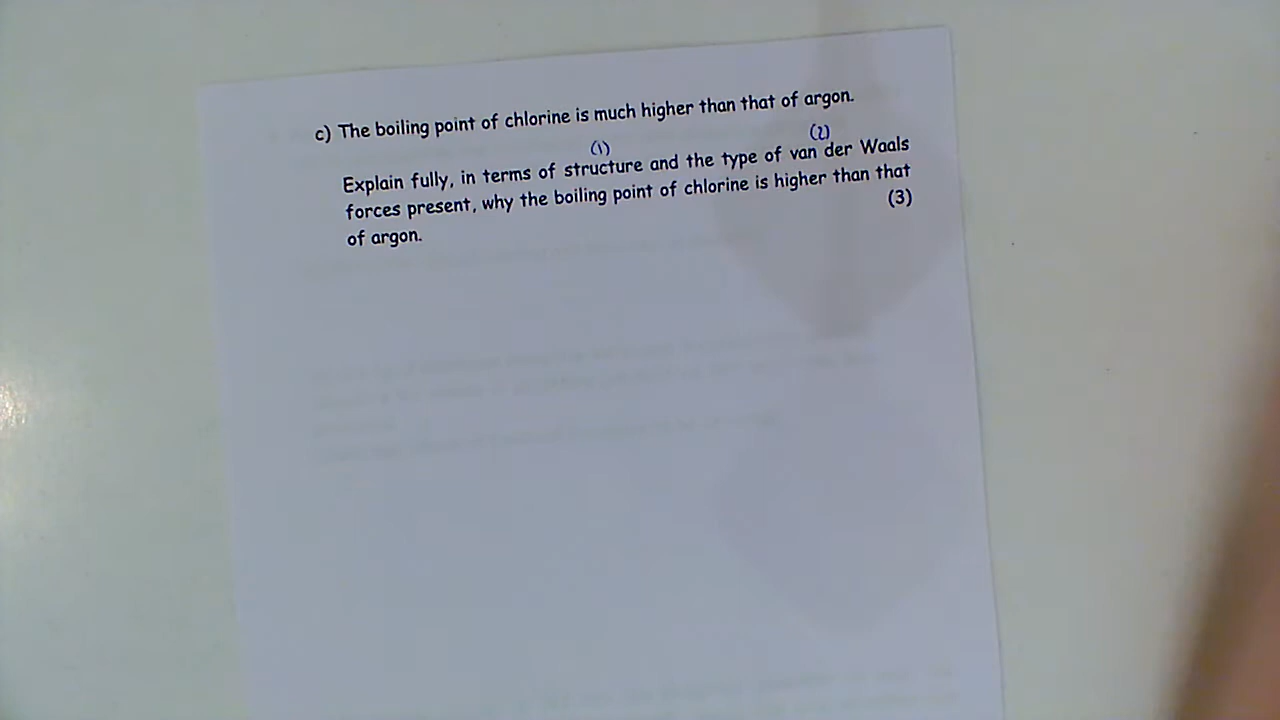 c) The boiling point of chlorine is much higher than that of argon.
(1) (2)
Explain fully, in terms of structure and the type of van der Waals
forces present, why the boiling point of chlorine is higher than that
of argon. (3)